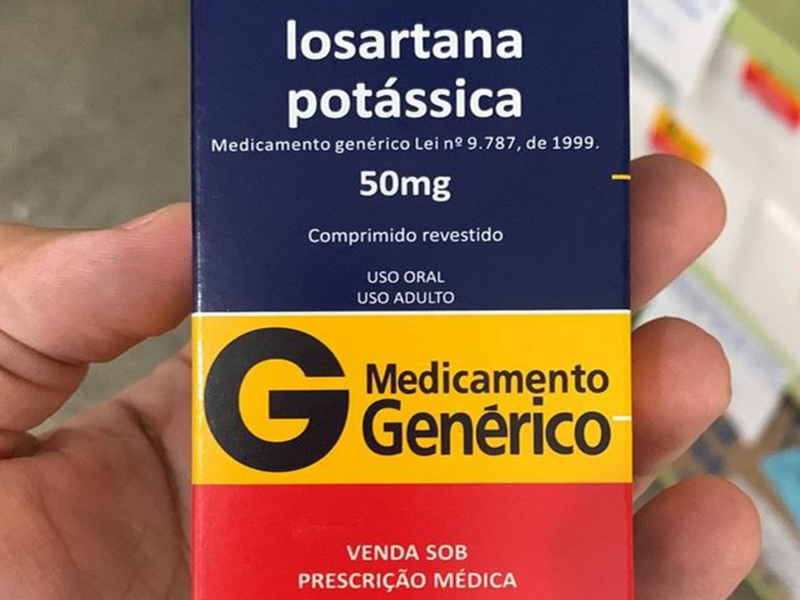 losartana
potássica
Medicamento genérico Lei nº 9.787, de 1999.
50mg
Comprimido revestido
USO ORAL
USO ADULTO
G Medicamento
Genérico
VENDA SOB
PRESCRIÇÃO MÉDICA